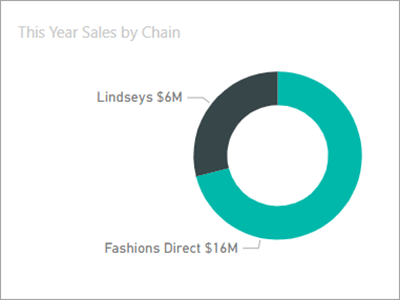 This Year Sales by Chain
Lindseys $6M
Fashions Direct $16M